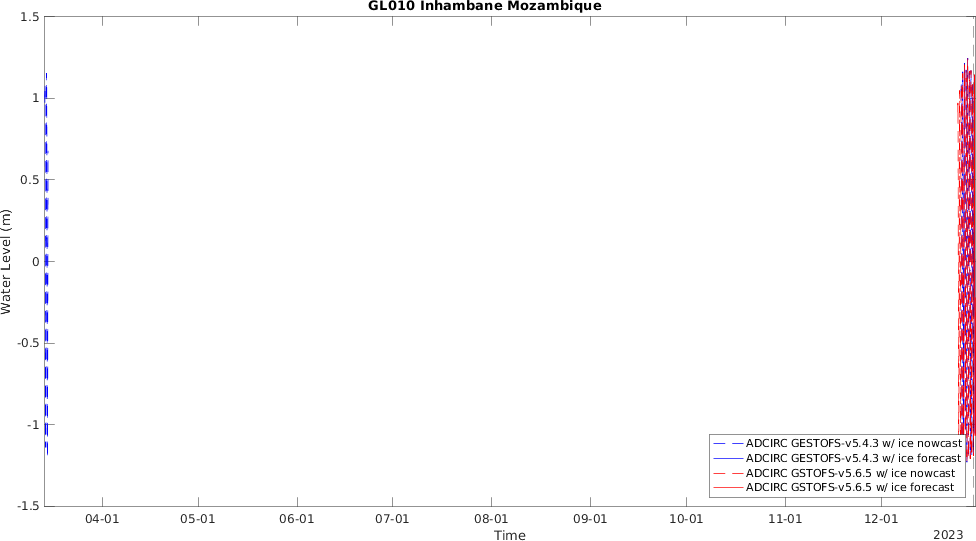 GL010 Inhambane Mozambique
1.5
1
0.5
0
-0.5
-1
-1.5
Water Level (m)
04-01 05-01 06-01 07-01 08-01 09-01 10-01 11-01 12-01
Time
2023
ADCIRC GESTOFS-v5.4.3 w/ ice nowcast
ADCIRC GESTOFS-v5.4.3 w/ ice forecast
ADCIRC GSTOFS-v5.6.5 w/ ice nowcast
ADCIRC GSTOFS-v5.6.5 w/ ice forecast